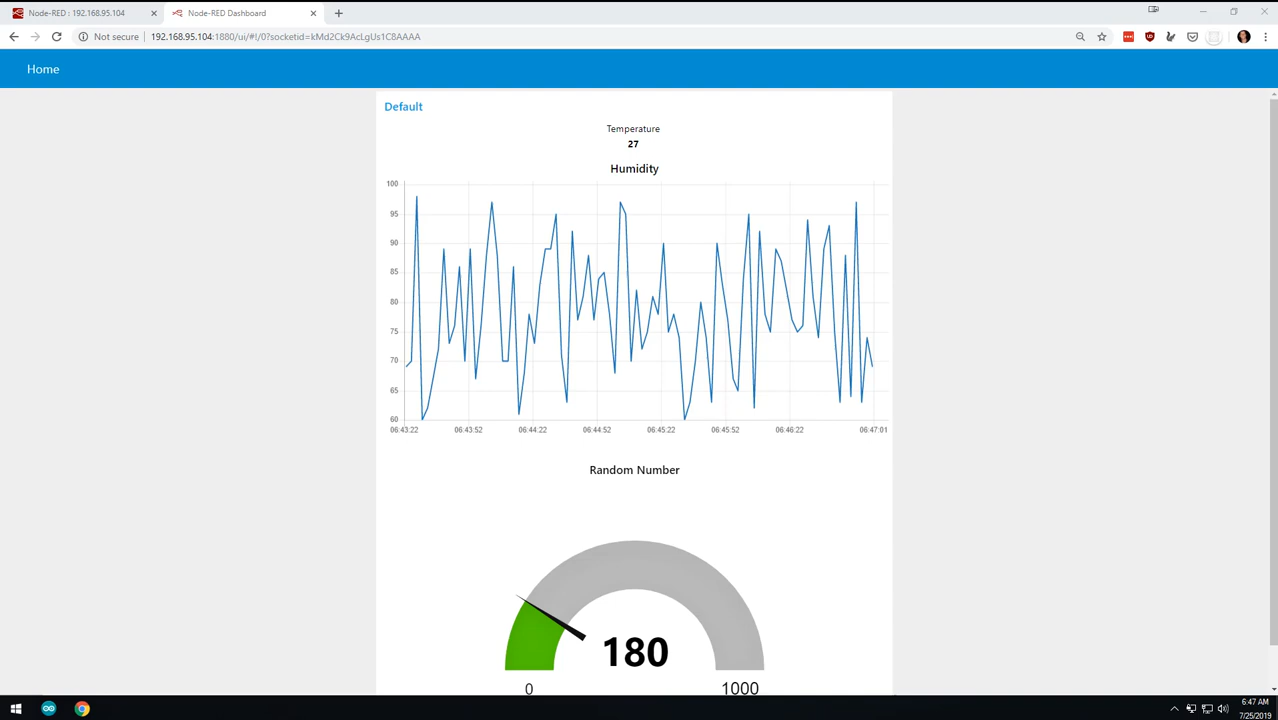 Node-RED : 192.168.95.104
Node-RED Dashboard
Not secure
192.168.95.104:1880/ui/#!/0?socketid=kMd2Ck9AcLgUs1C8AAAA
Home
Default
Temperature
27
Humidity
100
95
90
85
80
75
70
65
60
06:43:22 06:43:52 06:44:22 06:44:52 06:45:22 06:45:52 06:46:22 06:47:01
Random Number
180
0 1000
6:47 AM
7/25/2019